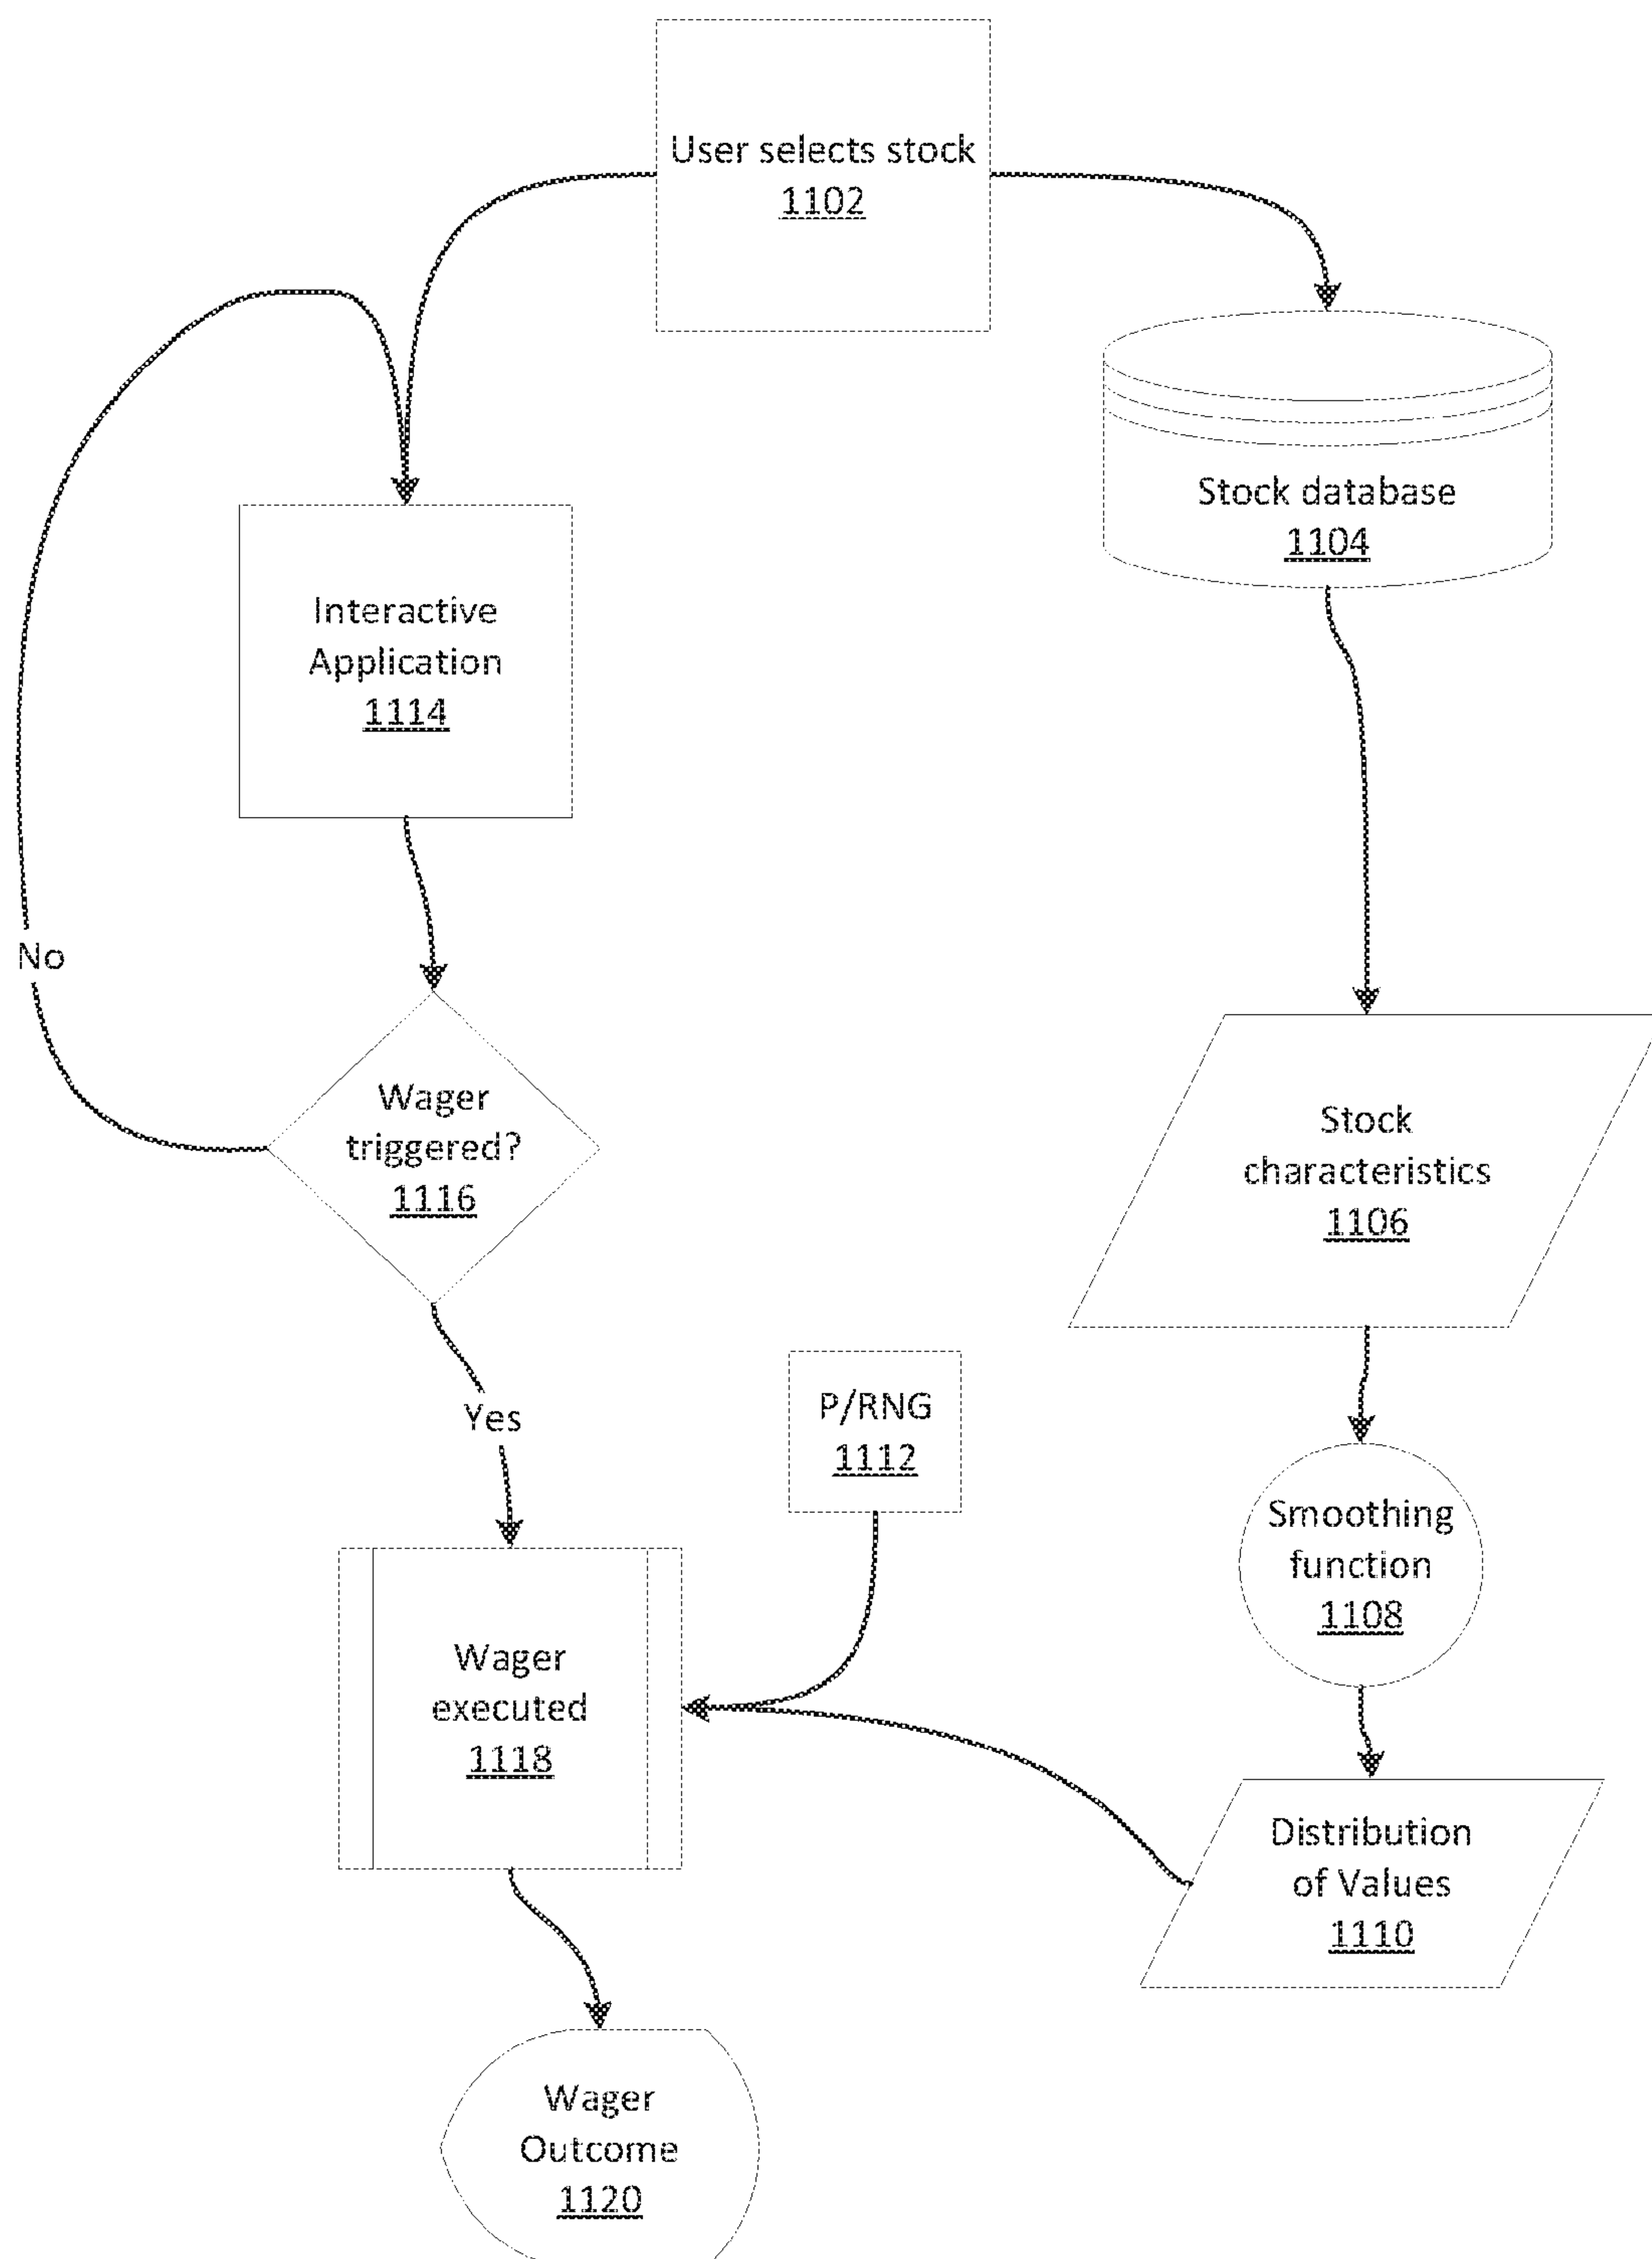 User selects stock
1102
Stock database
1104
Interactive
Application
1114
No
Wager
triggered?
1116
Stock
characteristics
1106
Yes
P/RNG
1112
Smoothing
function
1108
Wager
executed
1118
Distribution
of Values
1110
Wager
Outcome
1120